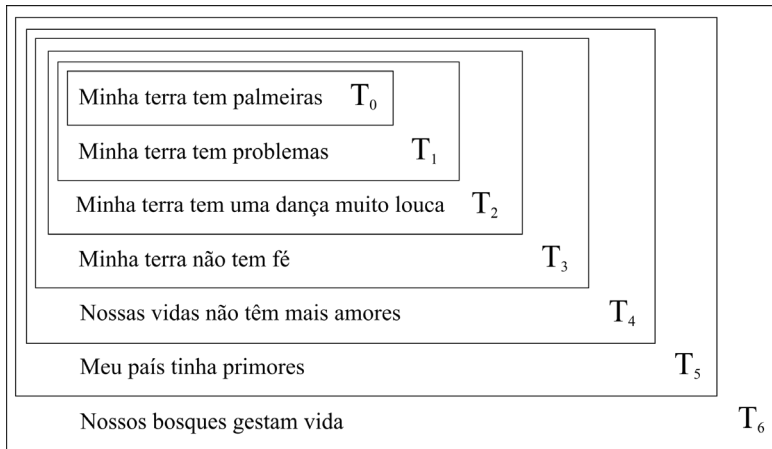 Minha terra tem palmeiras T₀
Minha terra tem problemas T₁
Minha terra tem uma dança muito louca T₂
Minha terra não tem fé T₃
Nossas vidas não têm mais amores T₄
Meu país tinha primores T₅
Nossos bosques gestam vida T₆